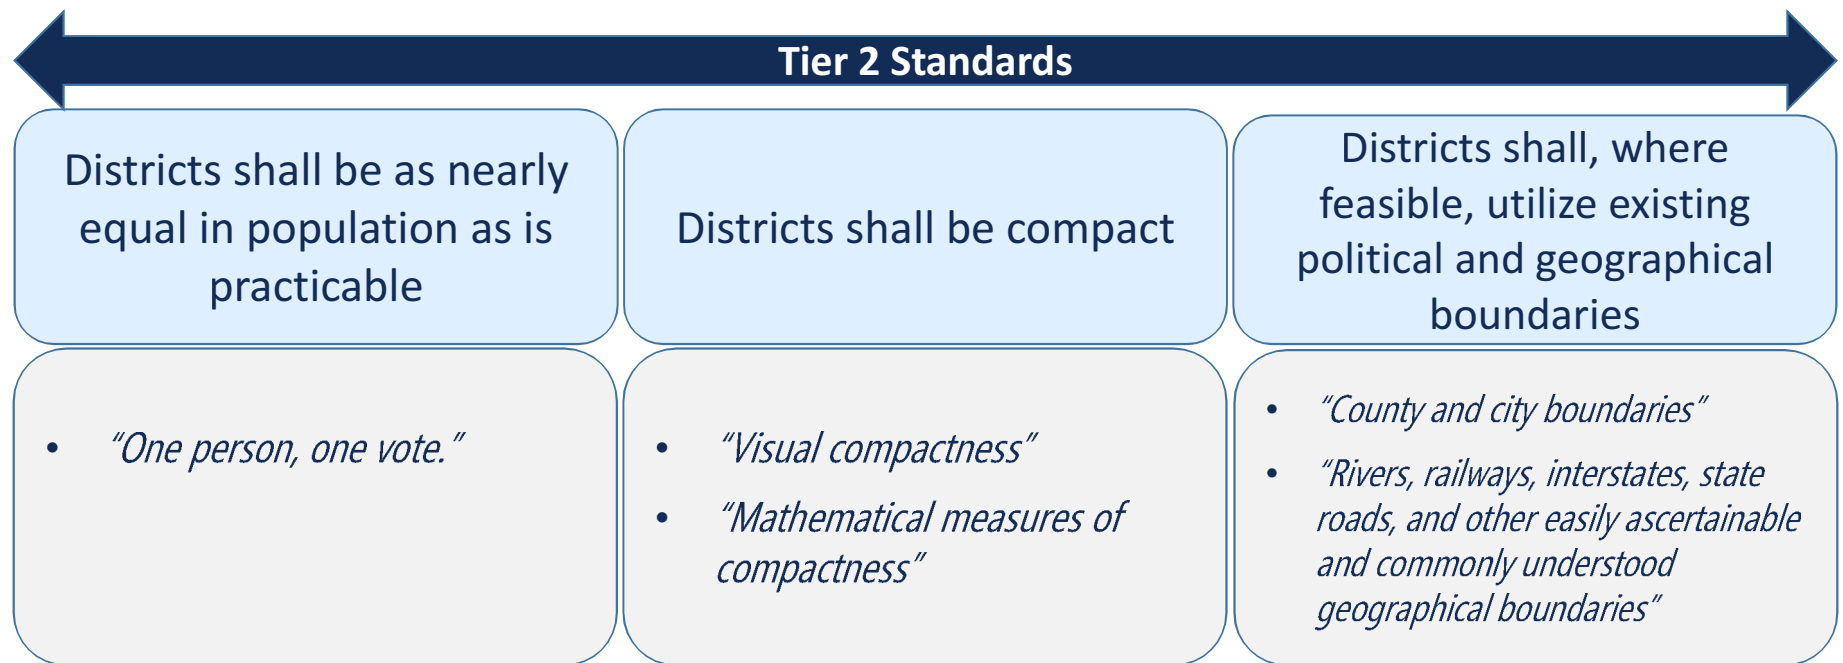 Tier 2 Standards
Districts shall be as nearly
equal in population as is
practicable
Districts shall be compact
Districts shall, where
feasible, utilize existing
political and geographical
boundaries
• “One person, one vote.”
• “Visual compactness”
• “Mathematical measures of
compactness”
• “County and city boundaries”
• “Rivers, railways, interstates, state
roads, and other easily ascertainable
and commonly understood
geographical boundaries”